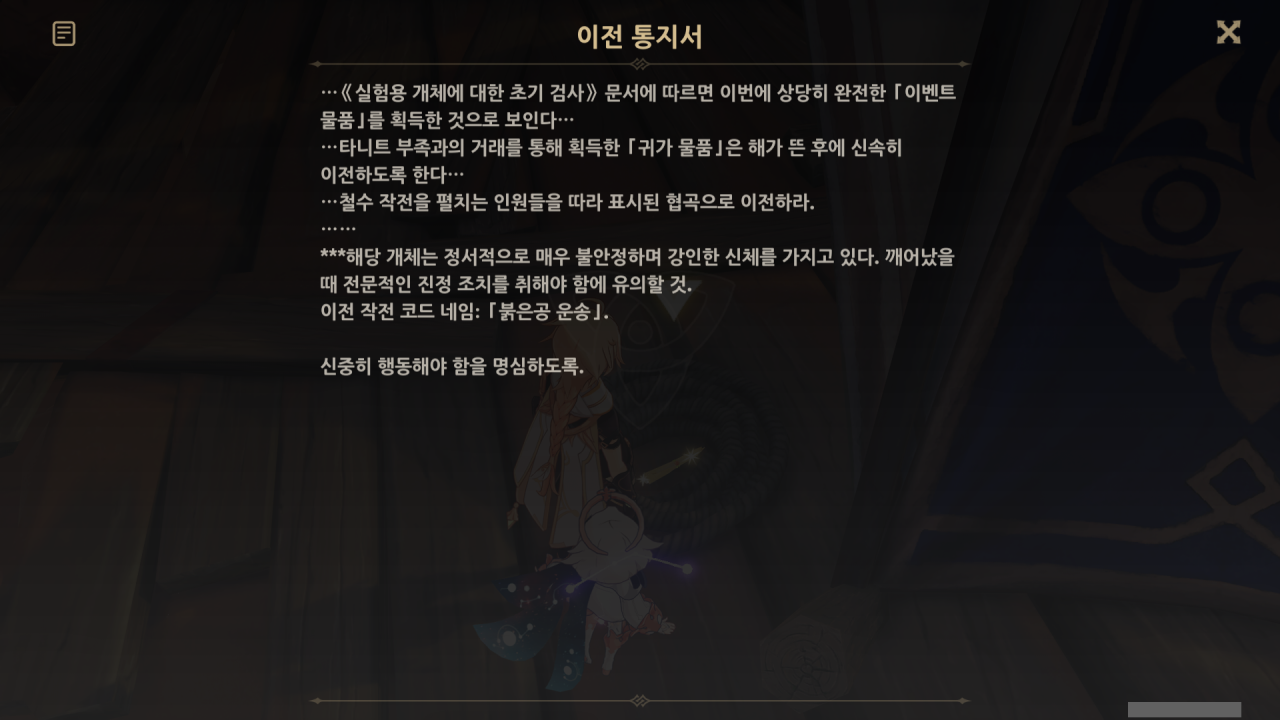 이전 통지서
…《실험용 개체에 대한 초기 검사》 문서에 따르면 이번에 상당히 완전한 「이벤트
물품」를 획득한 것으로 보인다…
…타니트 부족과의 거래를 통해 획득한 「귀가 물품」은 해가 뜬 후에 신속히
이전하도록 한다…
…철수 작전을 펼치는 인원들을 따라 표시된 협곡으로 이전하라.
……
***해당 개체는 정서적으로 매우 불안정하며 강인한 신체를 가지고 있다. 깨어났을
때 전문적인 진정 조치를 취해야 함에 유의할 것.
이전 작전 코드 네임: 「붉은공 운송」.
신중히 행동해야 함을 명심하도록.